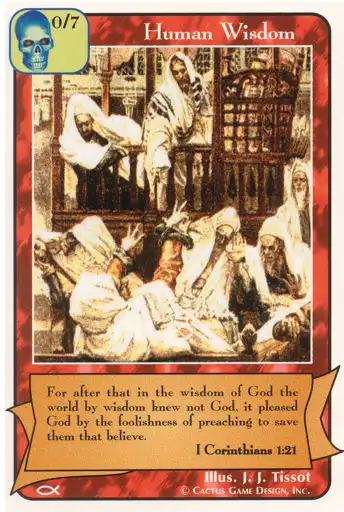 0/7
Human Wisdom
For after that in the wisdom of God the
world by wisdom knew not God, it pleased
God by the foolishness of preaching to save
them that believe.
I Corinthians 1:21
Illus. J. J. Tissot
© Cactus Game Design, Inc.